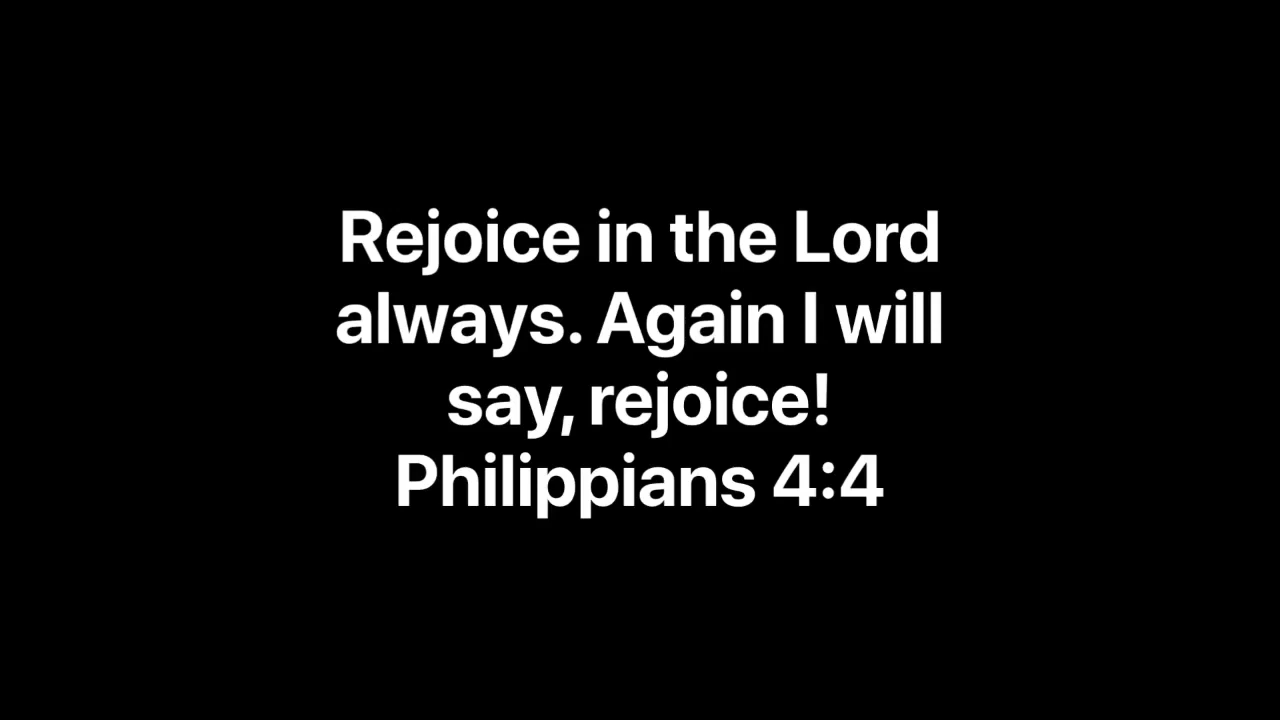 Rejoice in the Lord
always. Again I will
say, rejoice!
Philippians 4:4